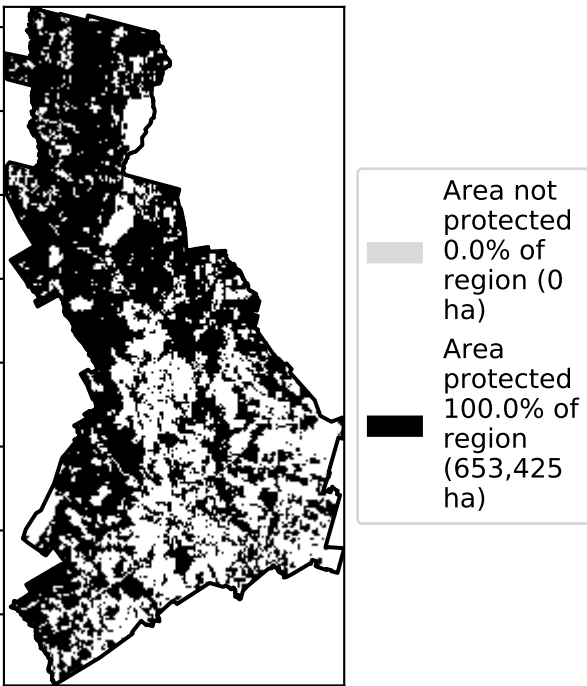 Area not
protected
0.0% of
region (0
ha)
Area
protected
100.0% of
region
(653,425
ha)